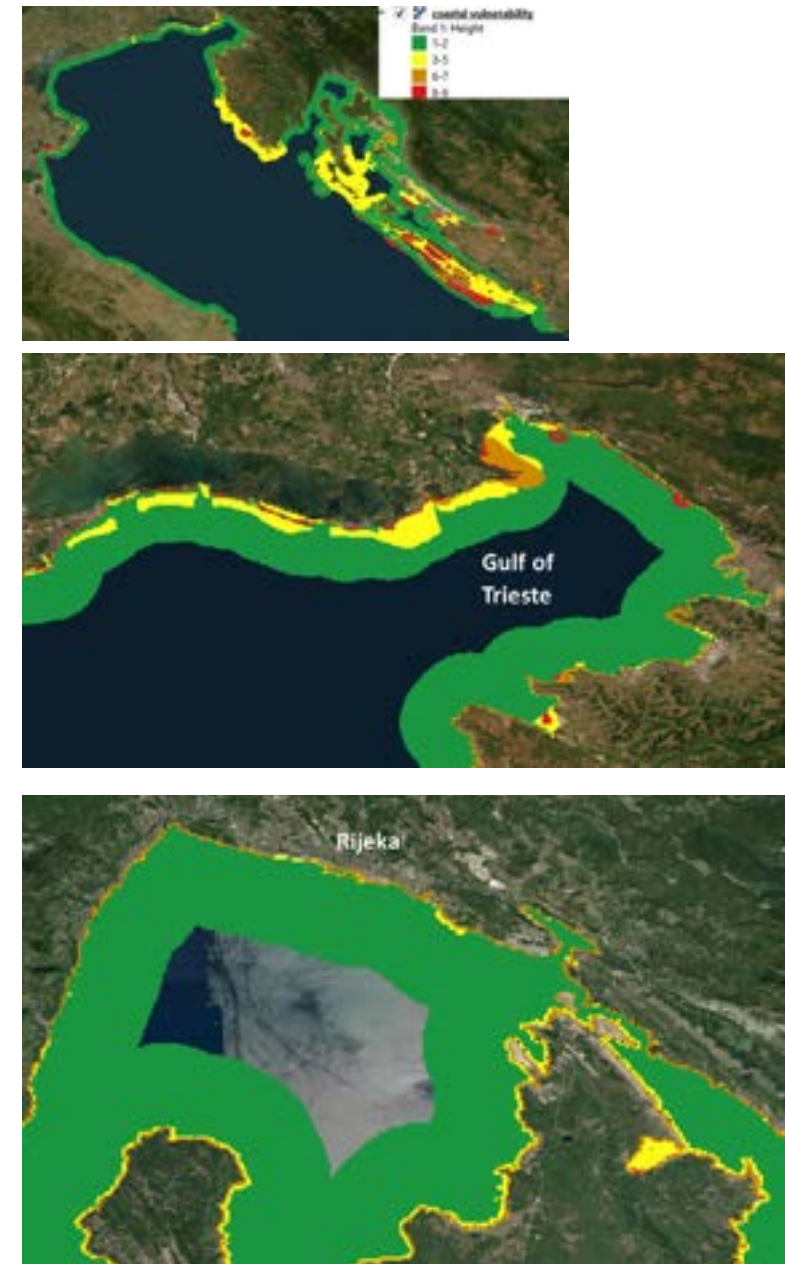 coastal vulnerability
Band 1: Height
1-2
3-5
6-7
8-9
Gulf of
Trieste
Rijeka